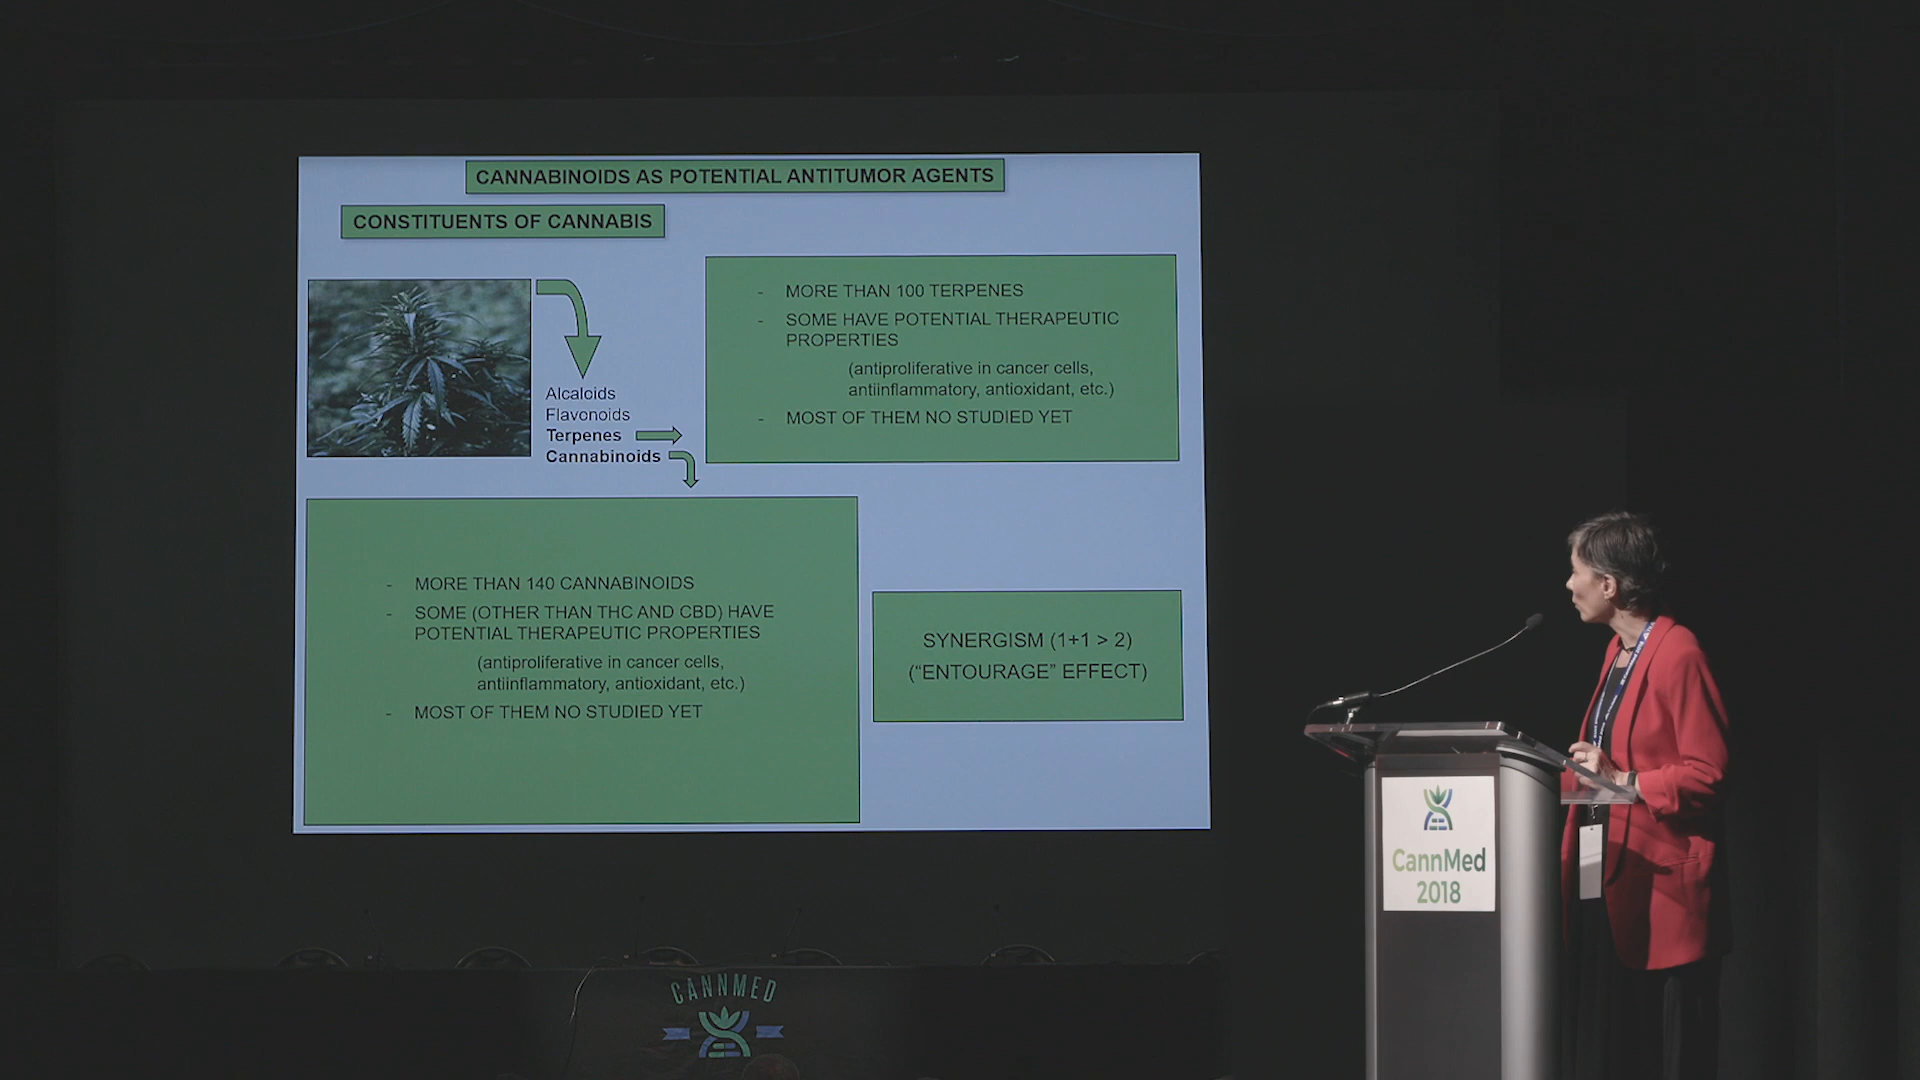 CANNABINOIDS AS POTENTIAL ANTITUMOR AGENTS
CONSTITUENTS OF CANNABIS
- MORE THAN 100 TERPENES
- SOME HAVE POTENTIAL THERAPEUTIC
PROPERTIES
(antiproliferative in cancer cells,
antiinflammatory, antioxidant, etc.)
- MOST OF THEM NO STUDIED YET
Alcaloids
Flavonoids
Terpenes
Cannabinoids
- MORE THAN 140 CANNABINOIDS
- SOME (OTHER THAN THC AND CBD) HAVE
POTENTIAL THERAPEUTIC PROPERTIES
(antiproliferative in cancer cells,
antiinflammatory, antioxidant, etc.)
- MOST OF THEM NO STUDIED YET
SYNERGISM (1+1 > 2)
(“ENTOURAGE” EFFECT)
CannMed
2018
CANNMED